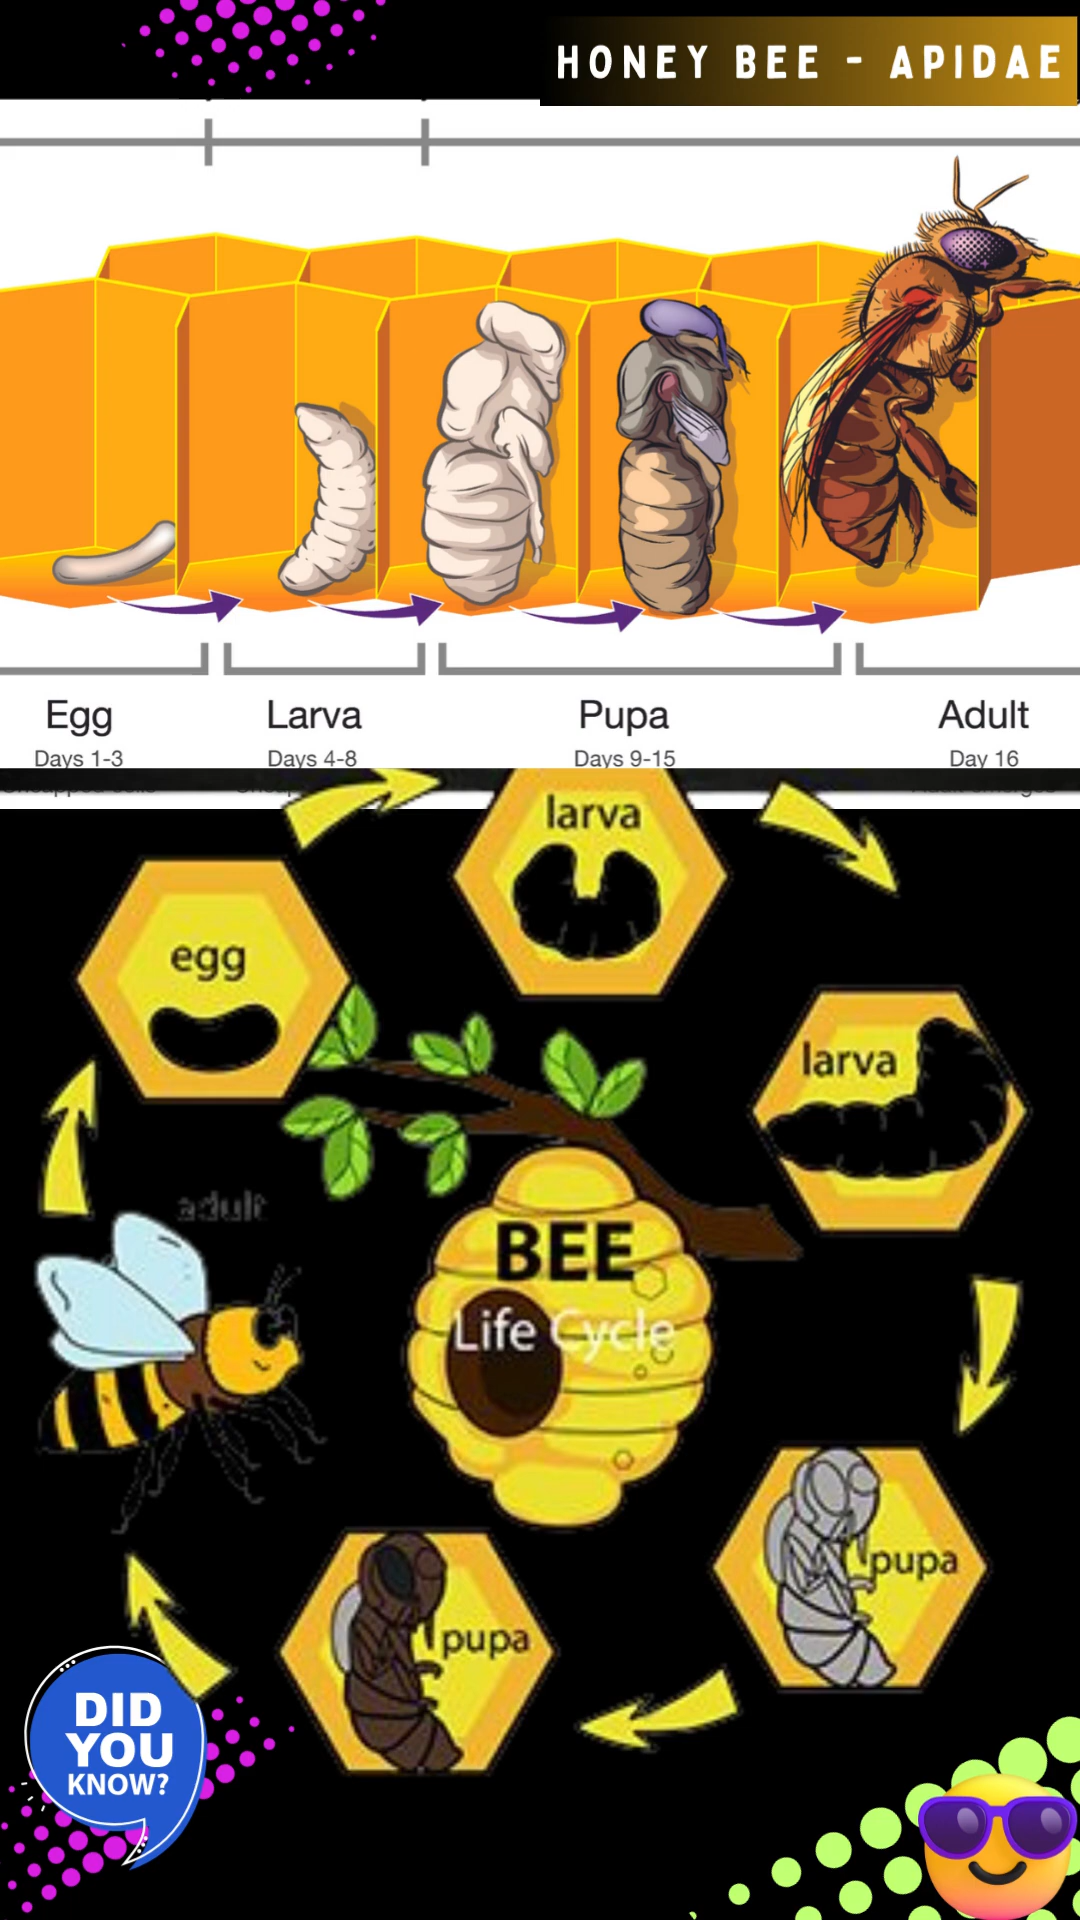 HONEY BEE - APIDAE
Egg
Larva
Pupa
Adult
Days 1-3
Days 4-8
Days 9-15
Day 16
larva
egg
larva
adult
BEE
Life Cycle
pupa
pupa
DID
YOU
KNOW?